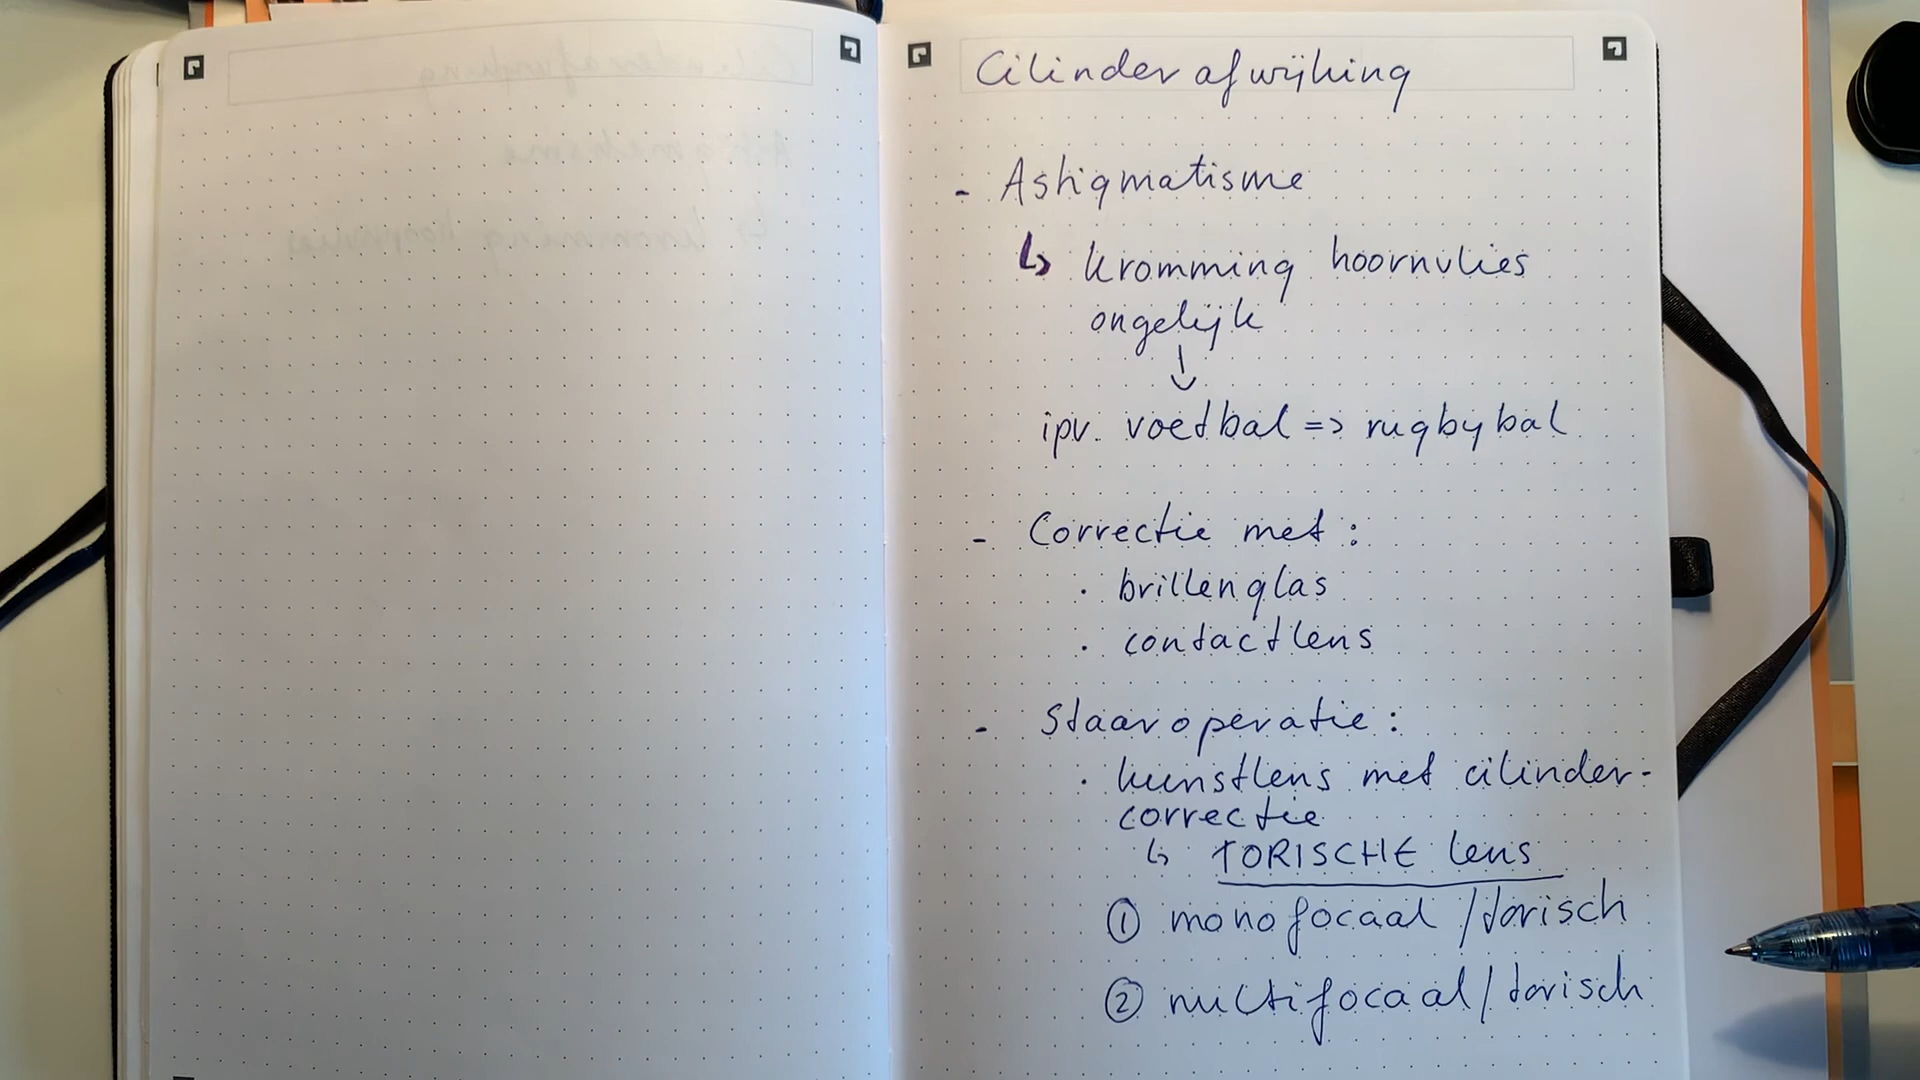 Cilinder afwijking
- Astigmatisme
↳ kromming hoornvlies
ongelijk
↓
ipv. voetbal => rugbybal
- Correctie met:
· brillenglas
· contactlens
- Staaroperatie:
· kunstlens met cilinder-
correctie
↳ TORISCHE lens
① monofocaal / torisch
② multifocaal / torisch